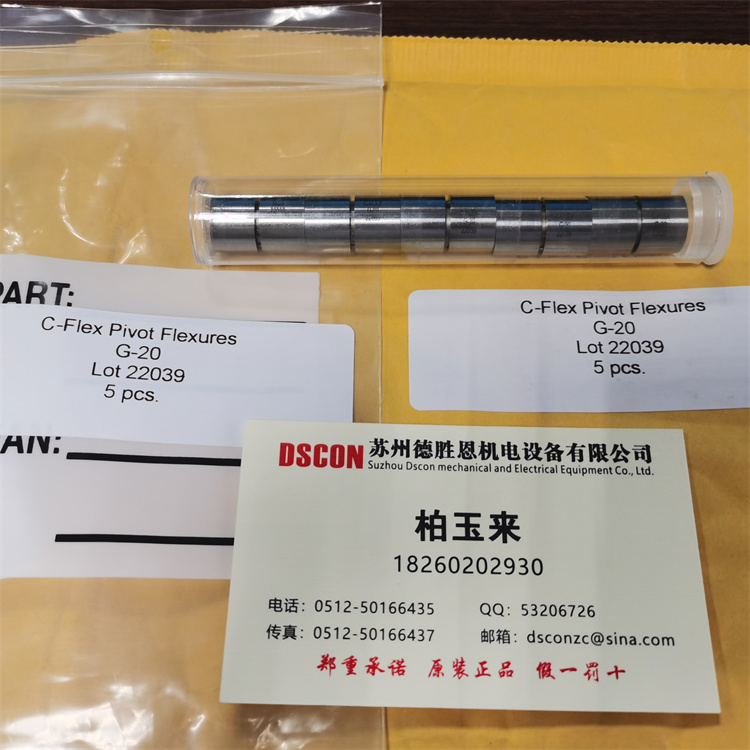 PART:
C-Flex Pivot Flexures
G-20
Lot 22039
5 pcs.
AN:
C-Flex Pivot Flexures
G-20
Lot 22039
5 pcs.
DSCON 苏州德胜恩机电设备有限公司
Suzhou Dscon mechanical and Electrical Equipment Co., Ltd.
柏玉来
18260202930
电话：0512-50166435 QQ：53206726
传真：0512-50166437 邮箱：dsconzc@sina.com
郑重承诺 原装正品 假一罚十